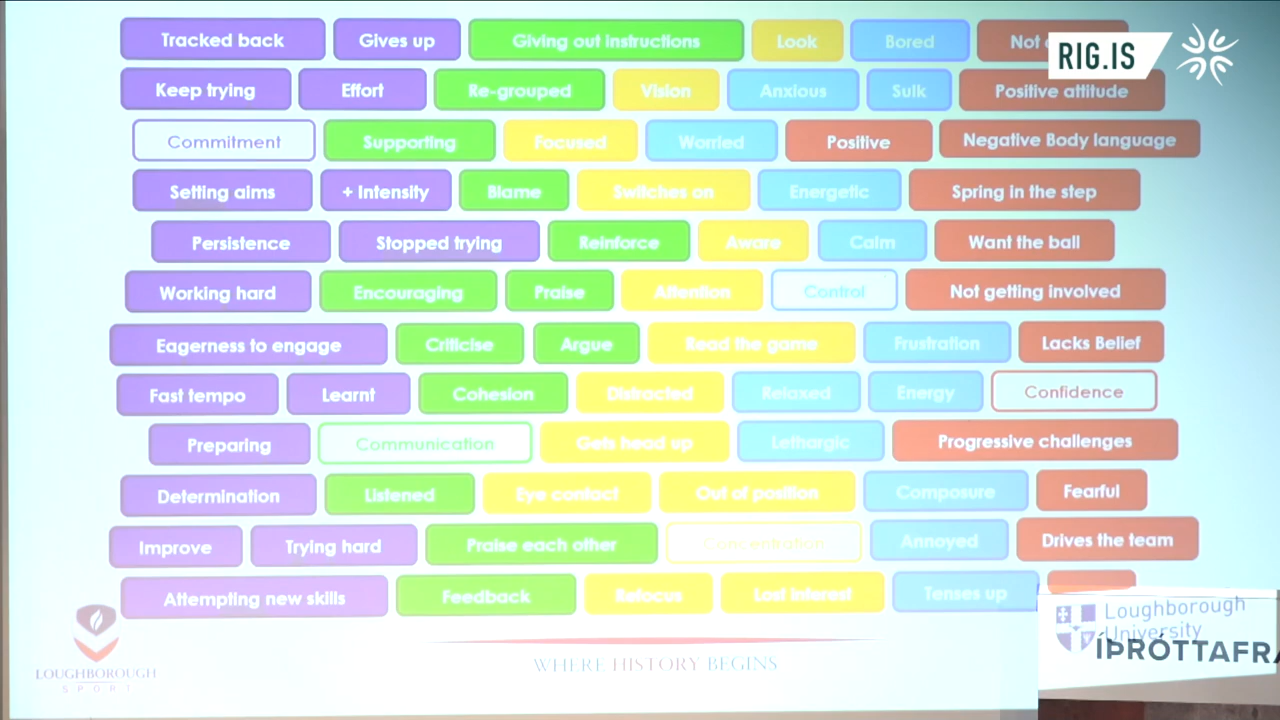 Tracked back Gives up Giving out instructions Look Bored Not
RIG.IS
Keep trying Effort Re-grouped Vision Anxious Sulk Positive attitude
Commitment Supporting Focused Worried Positive Negative Body language
Setting aims + Intensity Blame Switches on Energetic Spring in the step
Persistence Stopped trying Reinforce Aware Calm Want the ball
Working hard Encouraging Praise Attention Control Not getting involved
Eagerness to engage Criticise Argue Read the game Frustration Lacks Belief
Fast tempo Learnt Cohesion Distracted Relaxed Energy Confidence
Preparing Communication Gets head up Lethargic Progressive challenges
Determination Listened Eye contact Out of position Composure Fearful
Improve Trying hard Praise each other Concentration Annoyed Drives the team
Attempting new skills Feedback Refocus Lost interest Tenses up
LOUGHBOROUGH
SPORT
WHERE HISTORY BEGINS
Loughborough
University
ÍÞRÓTTAFRA